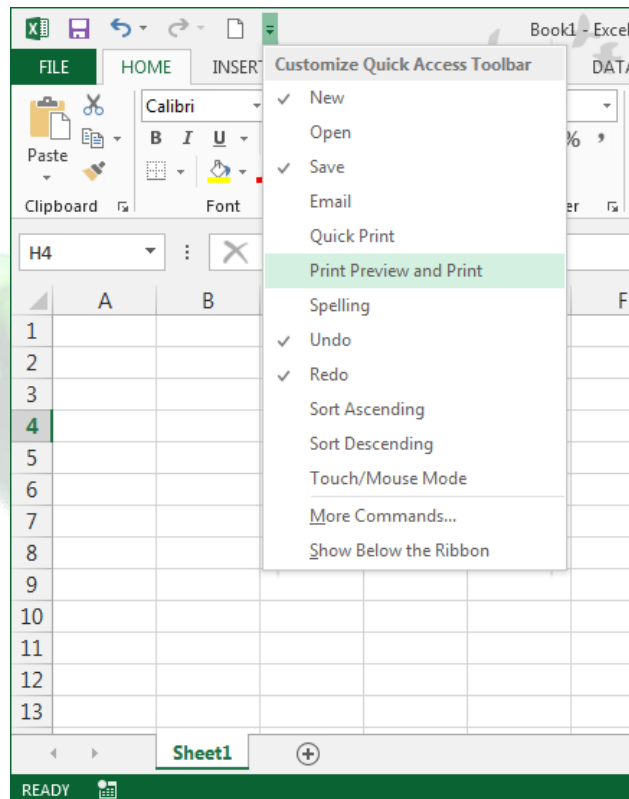 Book1 - Excel
FILE HOME INSER DATA
Customize Quick Access Toolbar
New
Open
Save
Email
Quick Print
Print Preview and Print
Spelling
Undo
Redo
Sort Ascending
Sort Descending
Touch/Mouse Mode
More Commands...
Show Below the Ribbon
Calibri
B I U %
Paste
Clipboard Font er
H4
A B F
1
2
3
4
5
6
7
8
9
10
11
12
13
Sheet1
READY